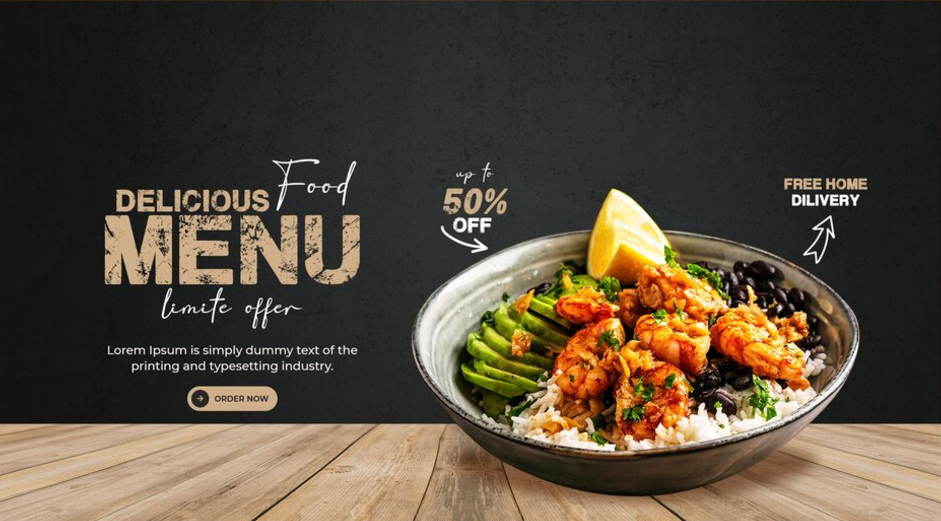 Food
DELICIOUS
MENU
limite offer
Lorem Ipsum is simply dummy text of the
printing and typesetting industry.
ORDER NOW
up to
50%
OFF
FREE HOME
DILIVERY